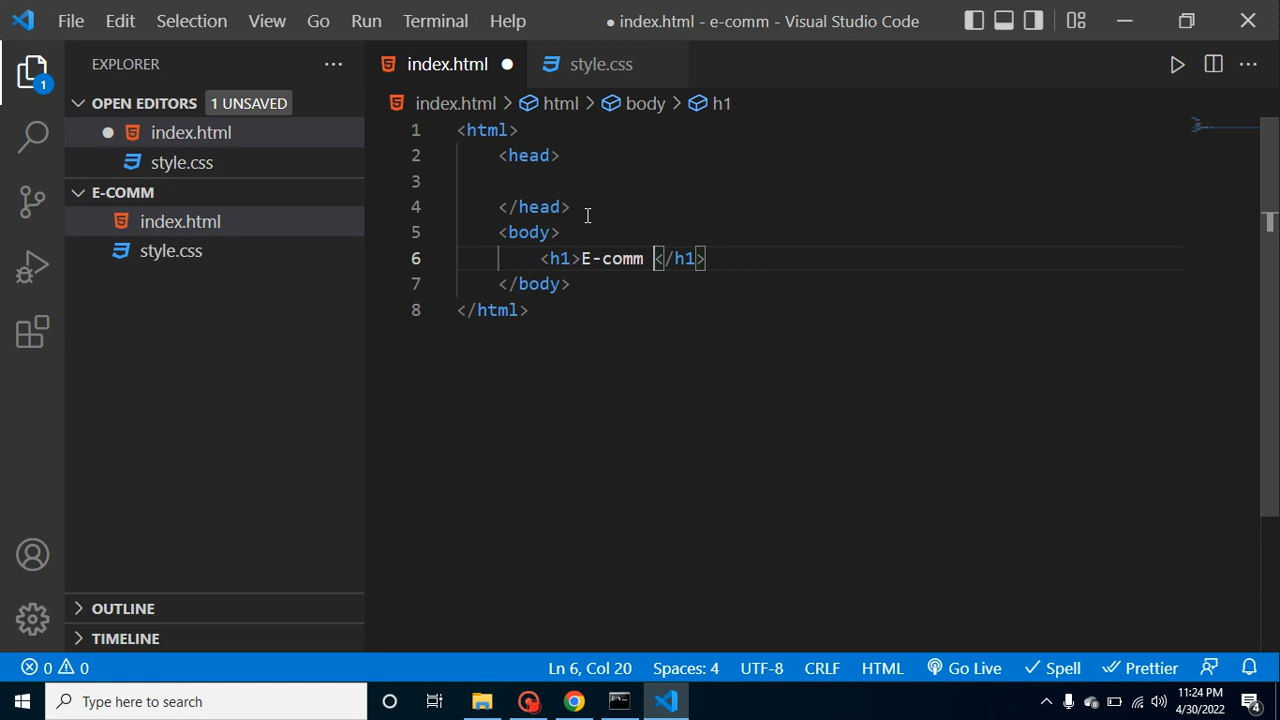 File Edit Selection View Go Run Terminal Help ● index.html - e-comm - Visual Studio Code
EXPLORER ...
index.html ●
style.css
index.html > html > body > h1
OPEN EDITORS 1 UNSAVED
● index.html
style.css
E-COMM
index.html
style.css
OUTLINE
TIMELINE
1
1 <html>
2 <head>
3
4 </head>
5 <body>
6 <h1>E-comm </h1>
7 </body>
8 </html>
0 0 Ln 6, Col 20 Spaces: 4 UTF-8 CRLF HTML Go Live Spell Prettier
Type here to search
11:24 PM
4/30/2022
4